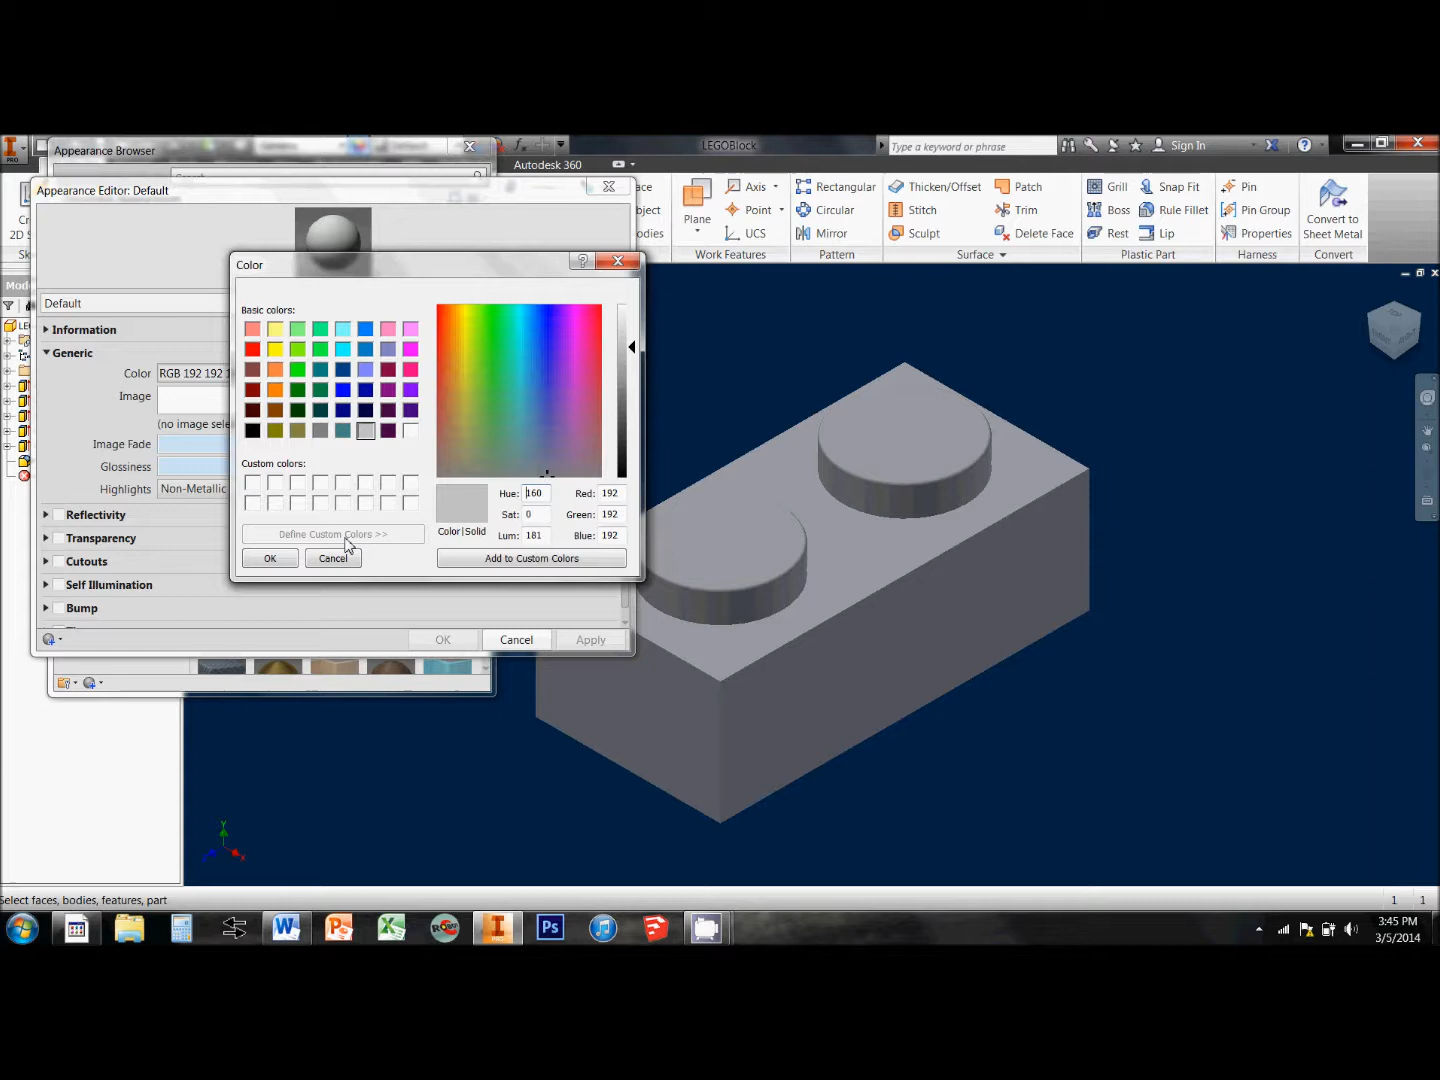 Appearance Browser
LEGOBlock
Type a keyword or phrase
Sign In
Autodesk 360
Search
Appearance Editor: Default
Plane
Axis
Point
UCS
Work Features
Rectangular
Circular
Mirror
Pattern
Thicken/Offset
Stitch
Sculpt
Patch
Trim
Delete Face
Surface
Grill
Boss
Rest
Snap Fit
Rule Fillet
Lip
Plastic Part
Pin
Pin Group
Properties
Harness
Convert to
Sheet Metal
Convert
PRO
2D S
Default
Information
Generic
Color
RGB 192 192 1
Image
(no image sele
Image Fade
Glossiness
Highlights
Non-Metallic
Reflectivity
Transparency
Cutouts
Self Illumination
Bump
OK
Cancel
Apply
Color
Basic colors:
Custom colors:
Define Custom Colors >>
OK
Cancel
Hue: 160
Sat: 0
Lum: 181
Red: 192
Green: 192
Blue: 192
Color|Solid
Add to Custom Colors
Y
X
Select faces, bodies, features, part
1
1
3:45 PM
3/5/2014